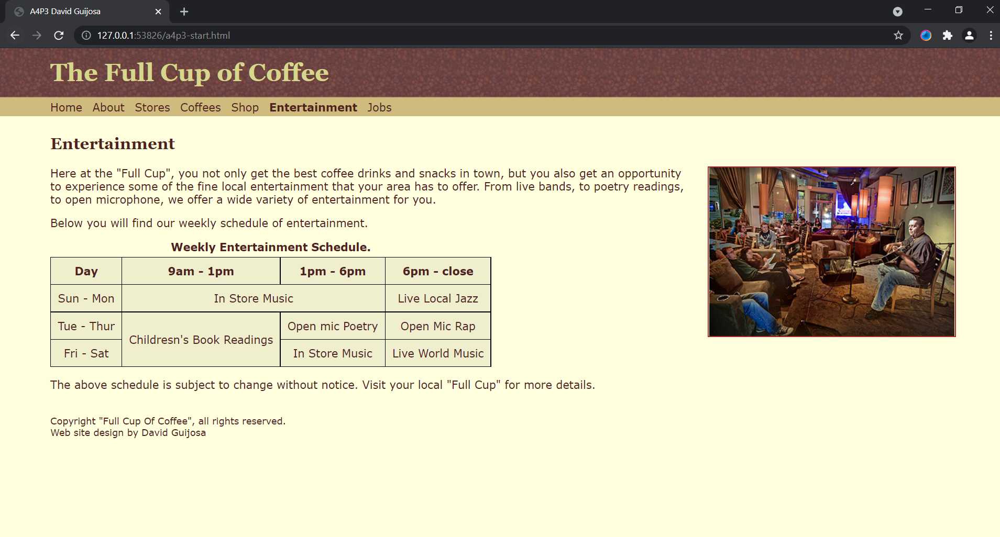 A4P3 David Guijosa
127.0.0.1:53826/a4p3-start.html
The Full Cup of Coffee
Home About Stores Coffees Shop Entertainment Jobs
Entertainment
Here at the "Full Cup", you not only get the best coffee drinks and snacks in town, but you also get an opportunity
to experience some of the fine local entertainment that your area has to offer. From live bands, to poetry readings,
to open microphone, we offer a wide variety of entertainment for you.
Below you will find our weekly schedule of entertainment.
Weekly Entertainment Schedule.
Day 9am - 1pm 1pm - 6pm 6pm - close
Sun - Mon In Store Music Live Local Jazz
Tue - Thur Open mic Poetry Open Mic Rap
Childresn's Book Readings
Fri - Sat In Store Music Live World Music
The above schedule is subject to change without notice. Visit your local "Full Cup" for more details.
Copyright "Full Cup Of Coffee", all rights reserved.
Web site design by David Guijosa